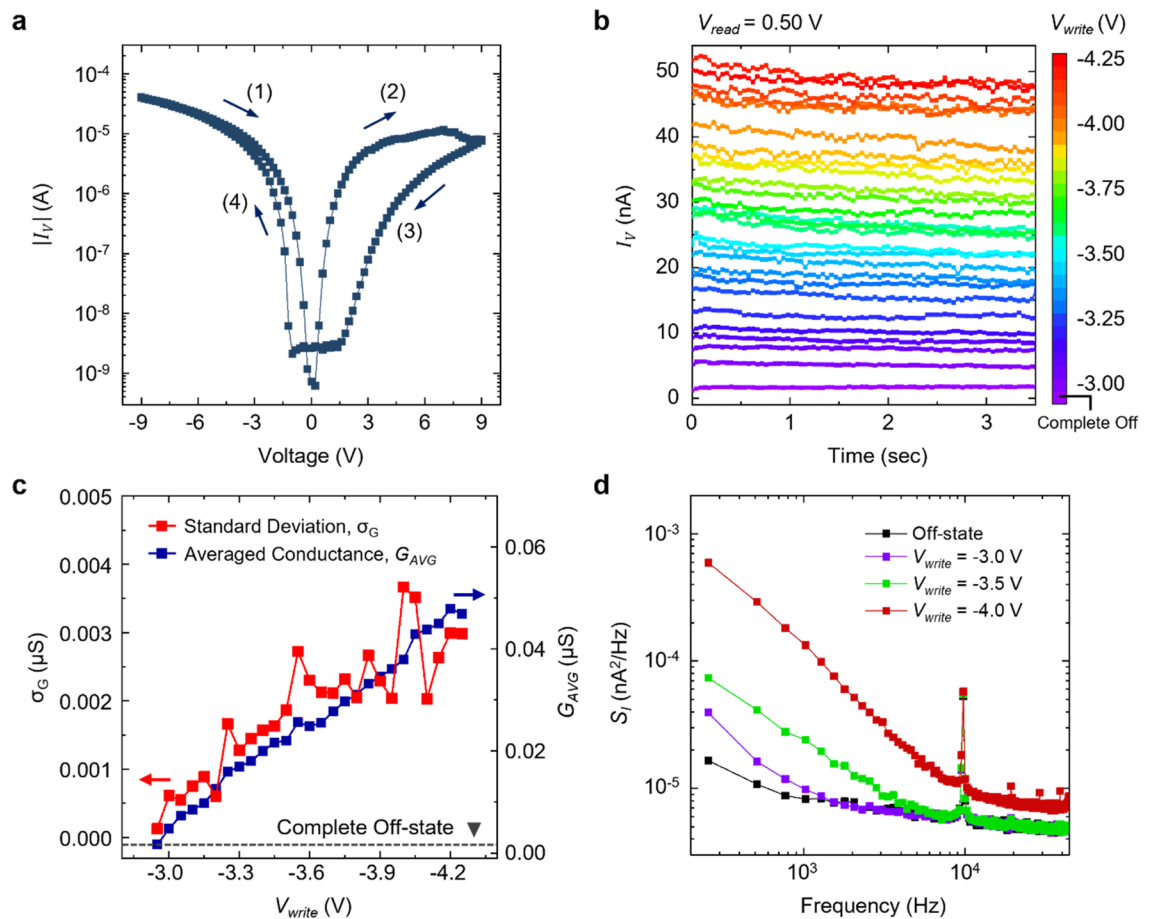 a
10⁻⁴
10⁻⁵
10⁻⁶
10⁻⁷
10⁻⁸
10⁻⁹
|I_V| (A)
(1)
(2)
(3)
(4)
-9 -6 -3 0 3 6 9
Voltage (V)
b
V_read = 0.50 V
V_write (V)
50
40
30
20
10
0
I_V (nA)
0 1 2 3
Time (sec)
-4.25
-4.00
-3.75
-3.50
-3.25
-3.00
Complete Off
c
0.005
0.004
0.003
0.002
0.001
0.000
σ_G (µS)
Standard Deviation, σ_G
Averaged Conductance, G_AVG
Complete Off-state
0.06
0.04
0.02
0.00
G_AVG (µS)
-3.0 -3.3 -3.6 -3.9 -4.2
V_write (V)
d
10⁻³
10⁻⁴
10⁻⁵
S_I (nA²/Hz)
Off-state
V_write = -3.0 V
V_write = -3.5 V
V_write = -4.0 V
10³ 10⁴
Frequency (Hz)